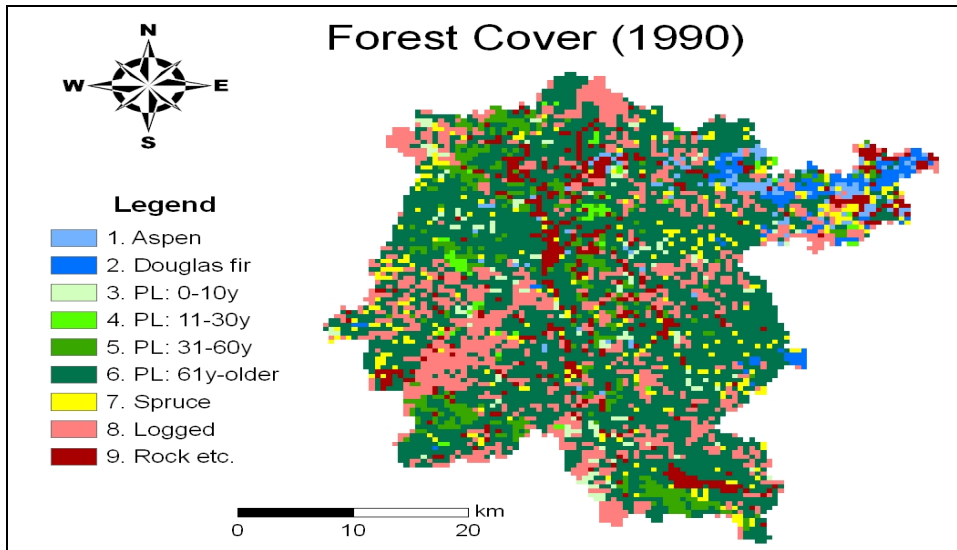 Forest Cover (1990)
N
W E
S
Legend
1. Aspen
2. Douglas fir
3. PL: 0-10y
4. PL: 11-30y
5. PL: 31-60y
6. PL: 61y-older
7. Spruce
8. Logged
9. Rock etc.
km
0 10 20